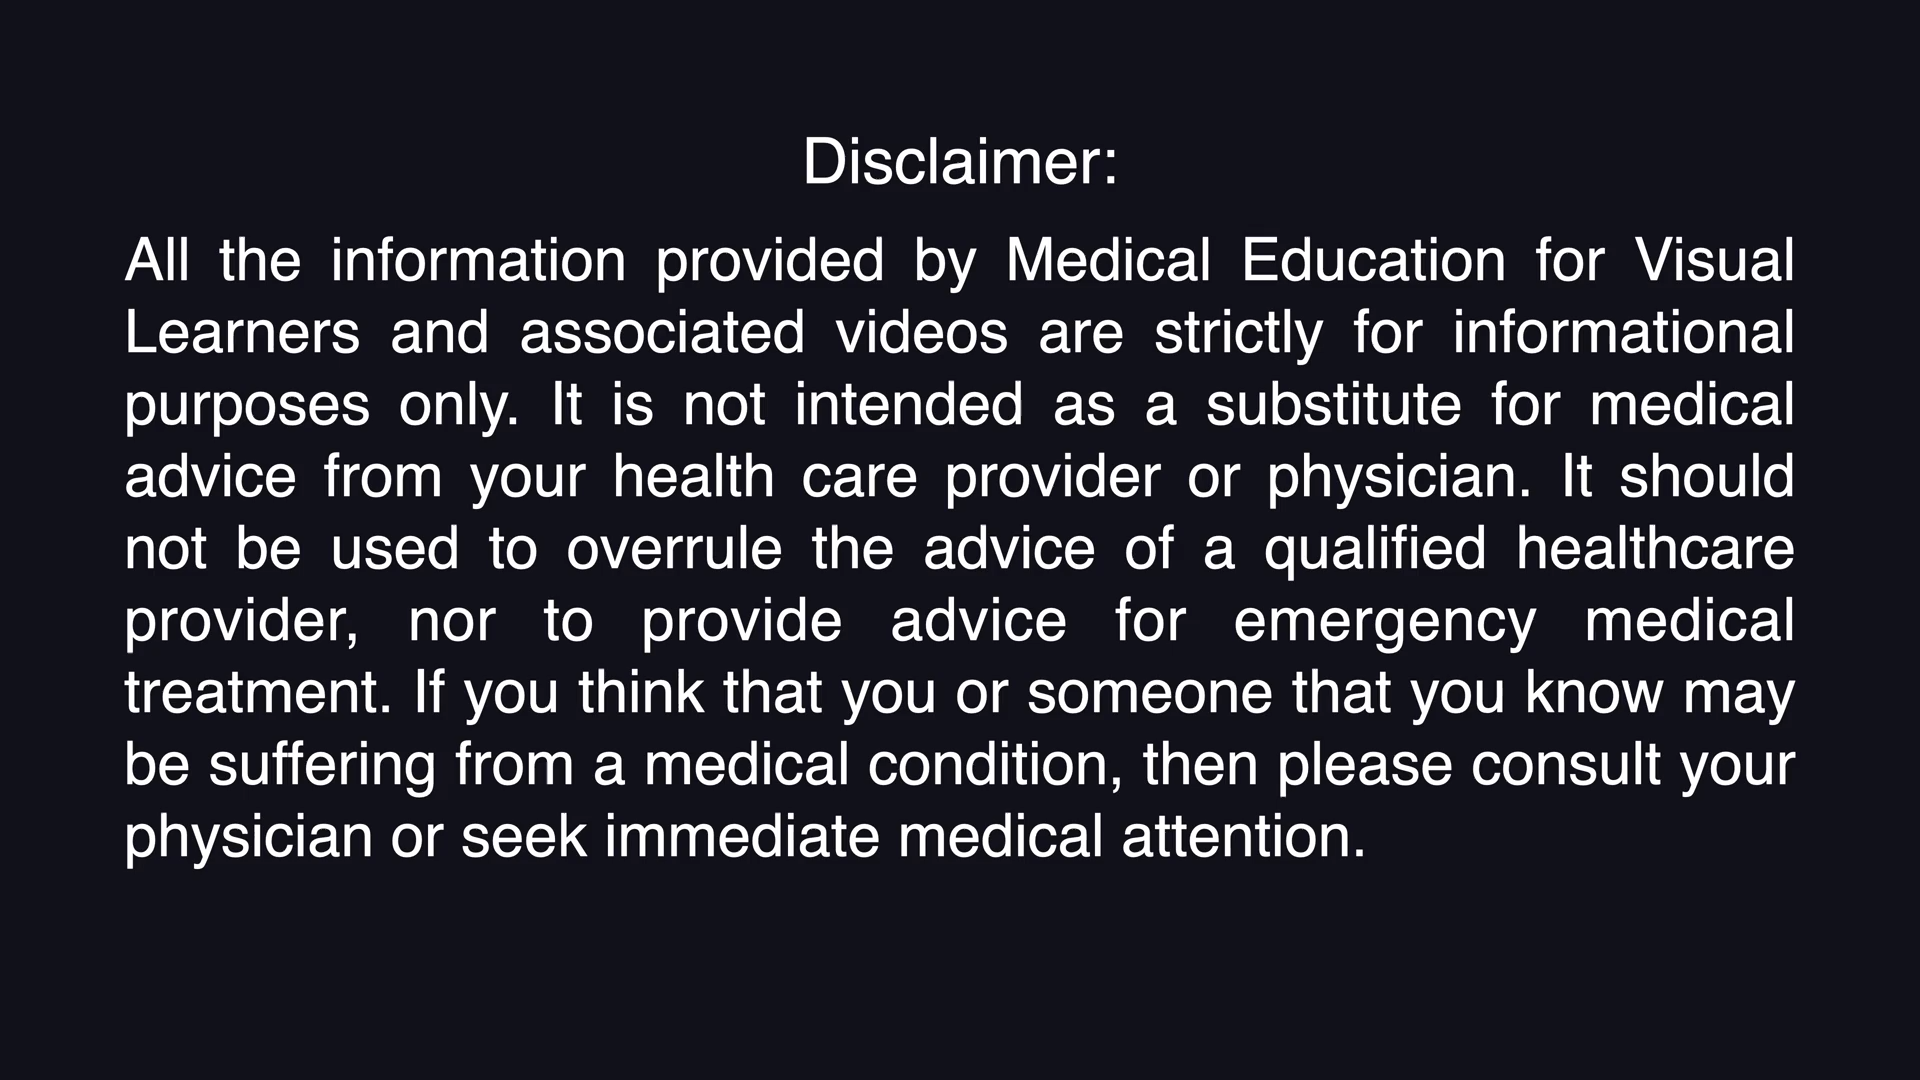 Disclaimer:
All the information provided by Medical Education for Visual
Learners and associated videos are strictly for informational
purposes only. It is not intended as a substitute for medical
advice from your health care provider or physician. It should
not be used to overrule the advice of a qualified healthcare
provider, nor to provide advice for emergency medical
treatment. If you think that you or someone that you know may
be suffering from a medical condition, then please consult your
physician or seek immediate medical attention.